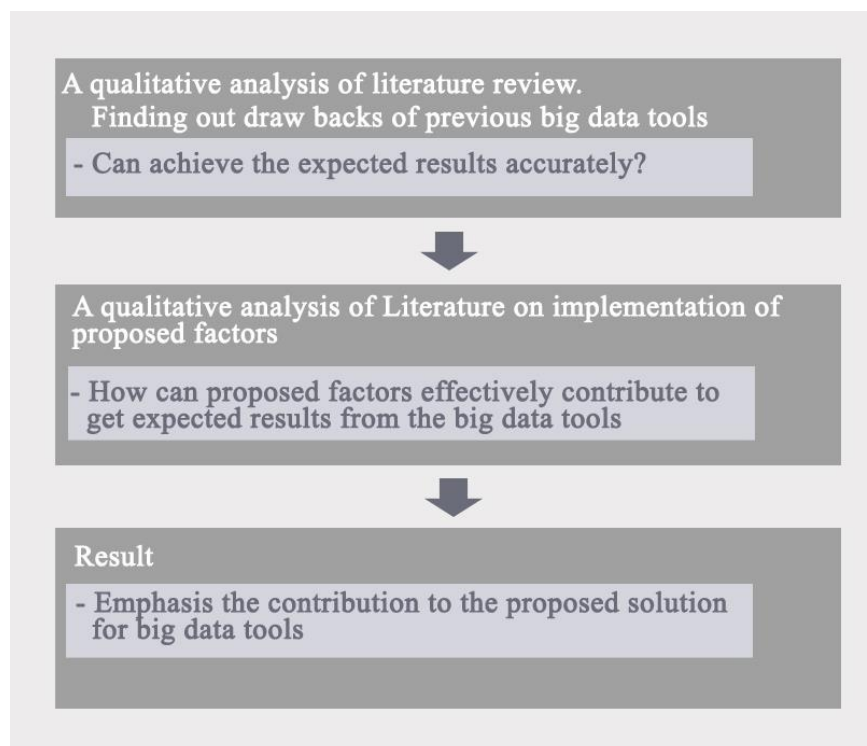 A qualitative analysis of literature review.
Finding out draw backs of previous big data tools
- Can achieve the expected results accurately?
A qualitative analysis of Literature on implementation of
proposed factors
- How can proposed factors effectively contribute to
get expected results from the big data tools
Result
- Emphasis the contribution to the proposed solution
for big data tools